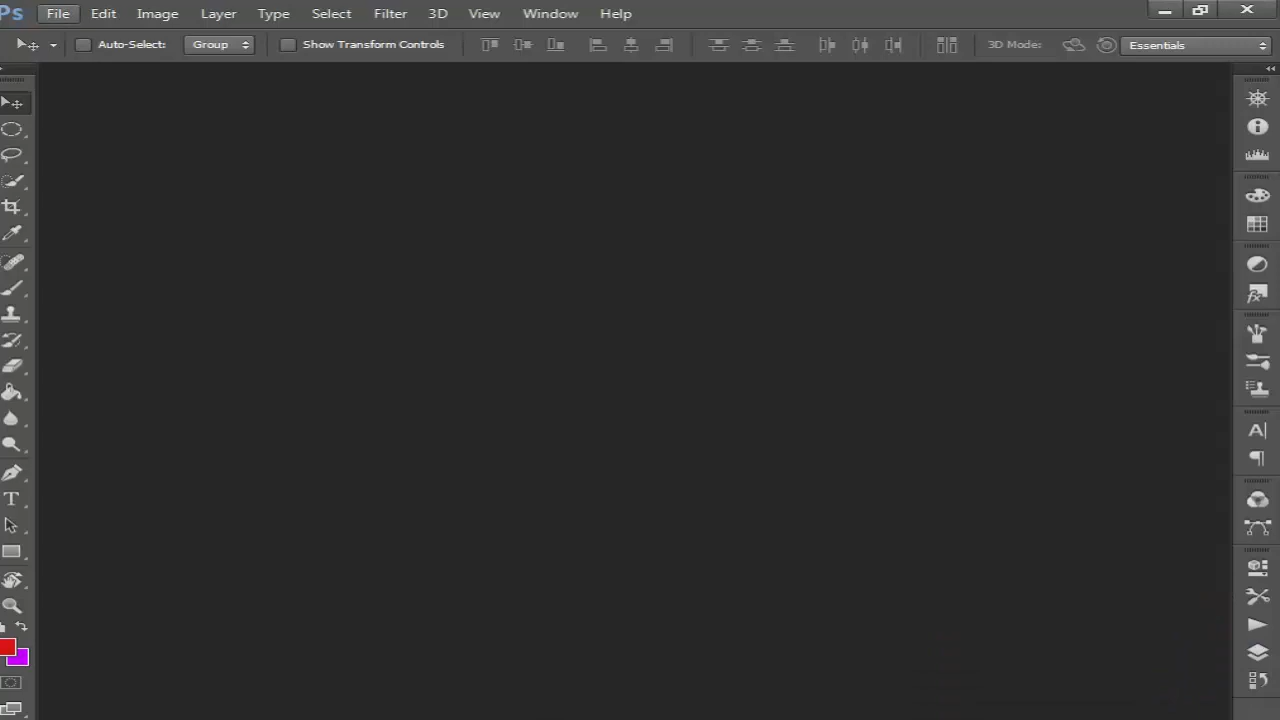 Ps File Edit Image Layer Type Select Filter 3D View Window Help
Auto-Select: Group Show Transform Controls 3D Mode: Essentials